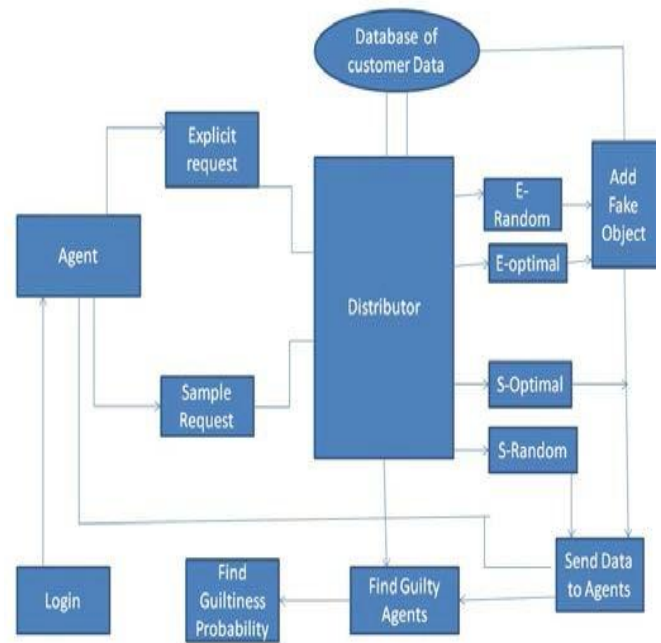 Database of
customer Data
Explicit
request
E-
Random
Add
Fake
Object
Agent
E-optimal
Distributor
Sample
Request
S-Optimal
S-Random
Login
Find
Guiltiness
Probability
Find Guilty
Agents
Send Data
to Agents